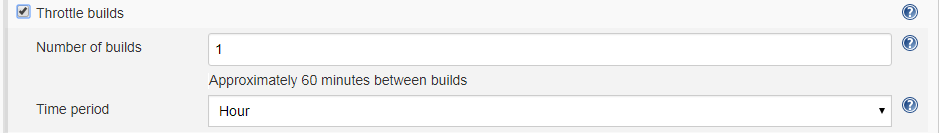 Throttle builds
Number of builds
1
Approximately 60 minutes between builds
Time period
Hour